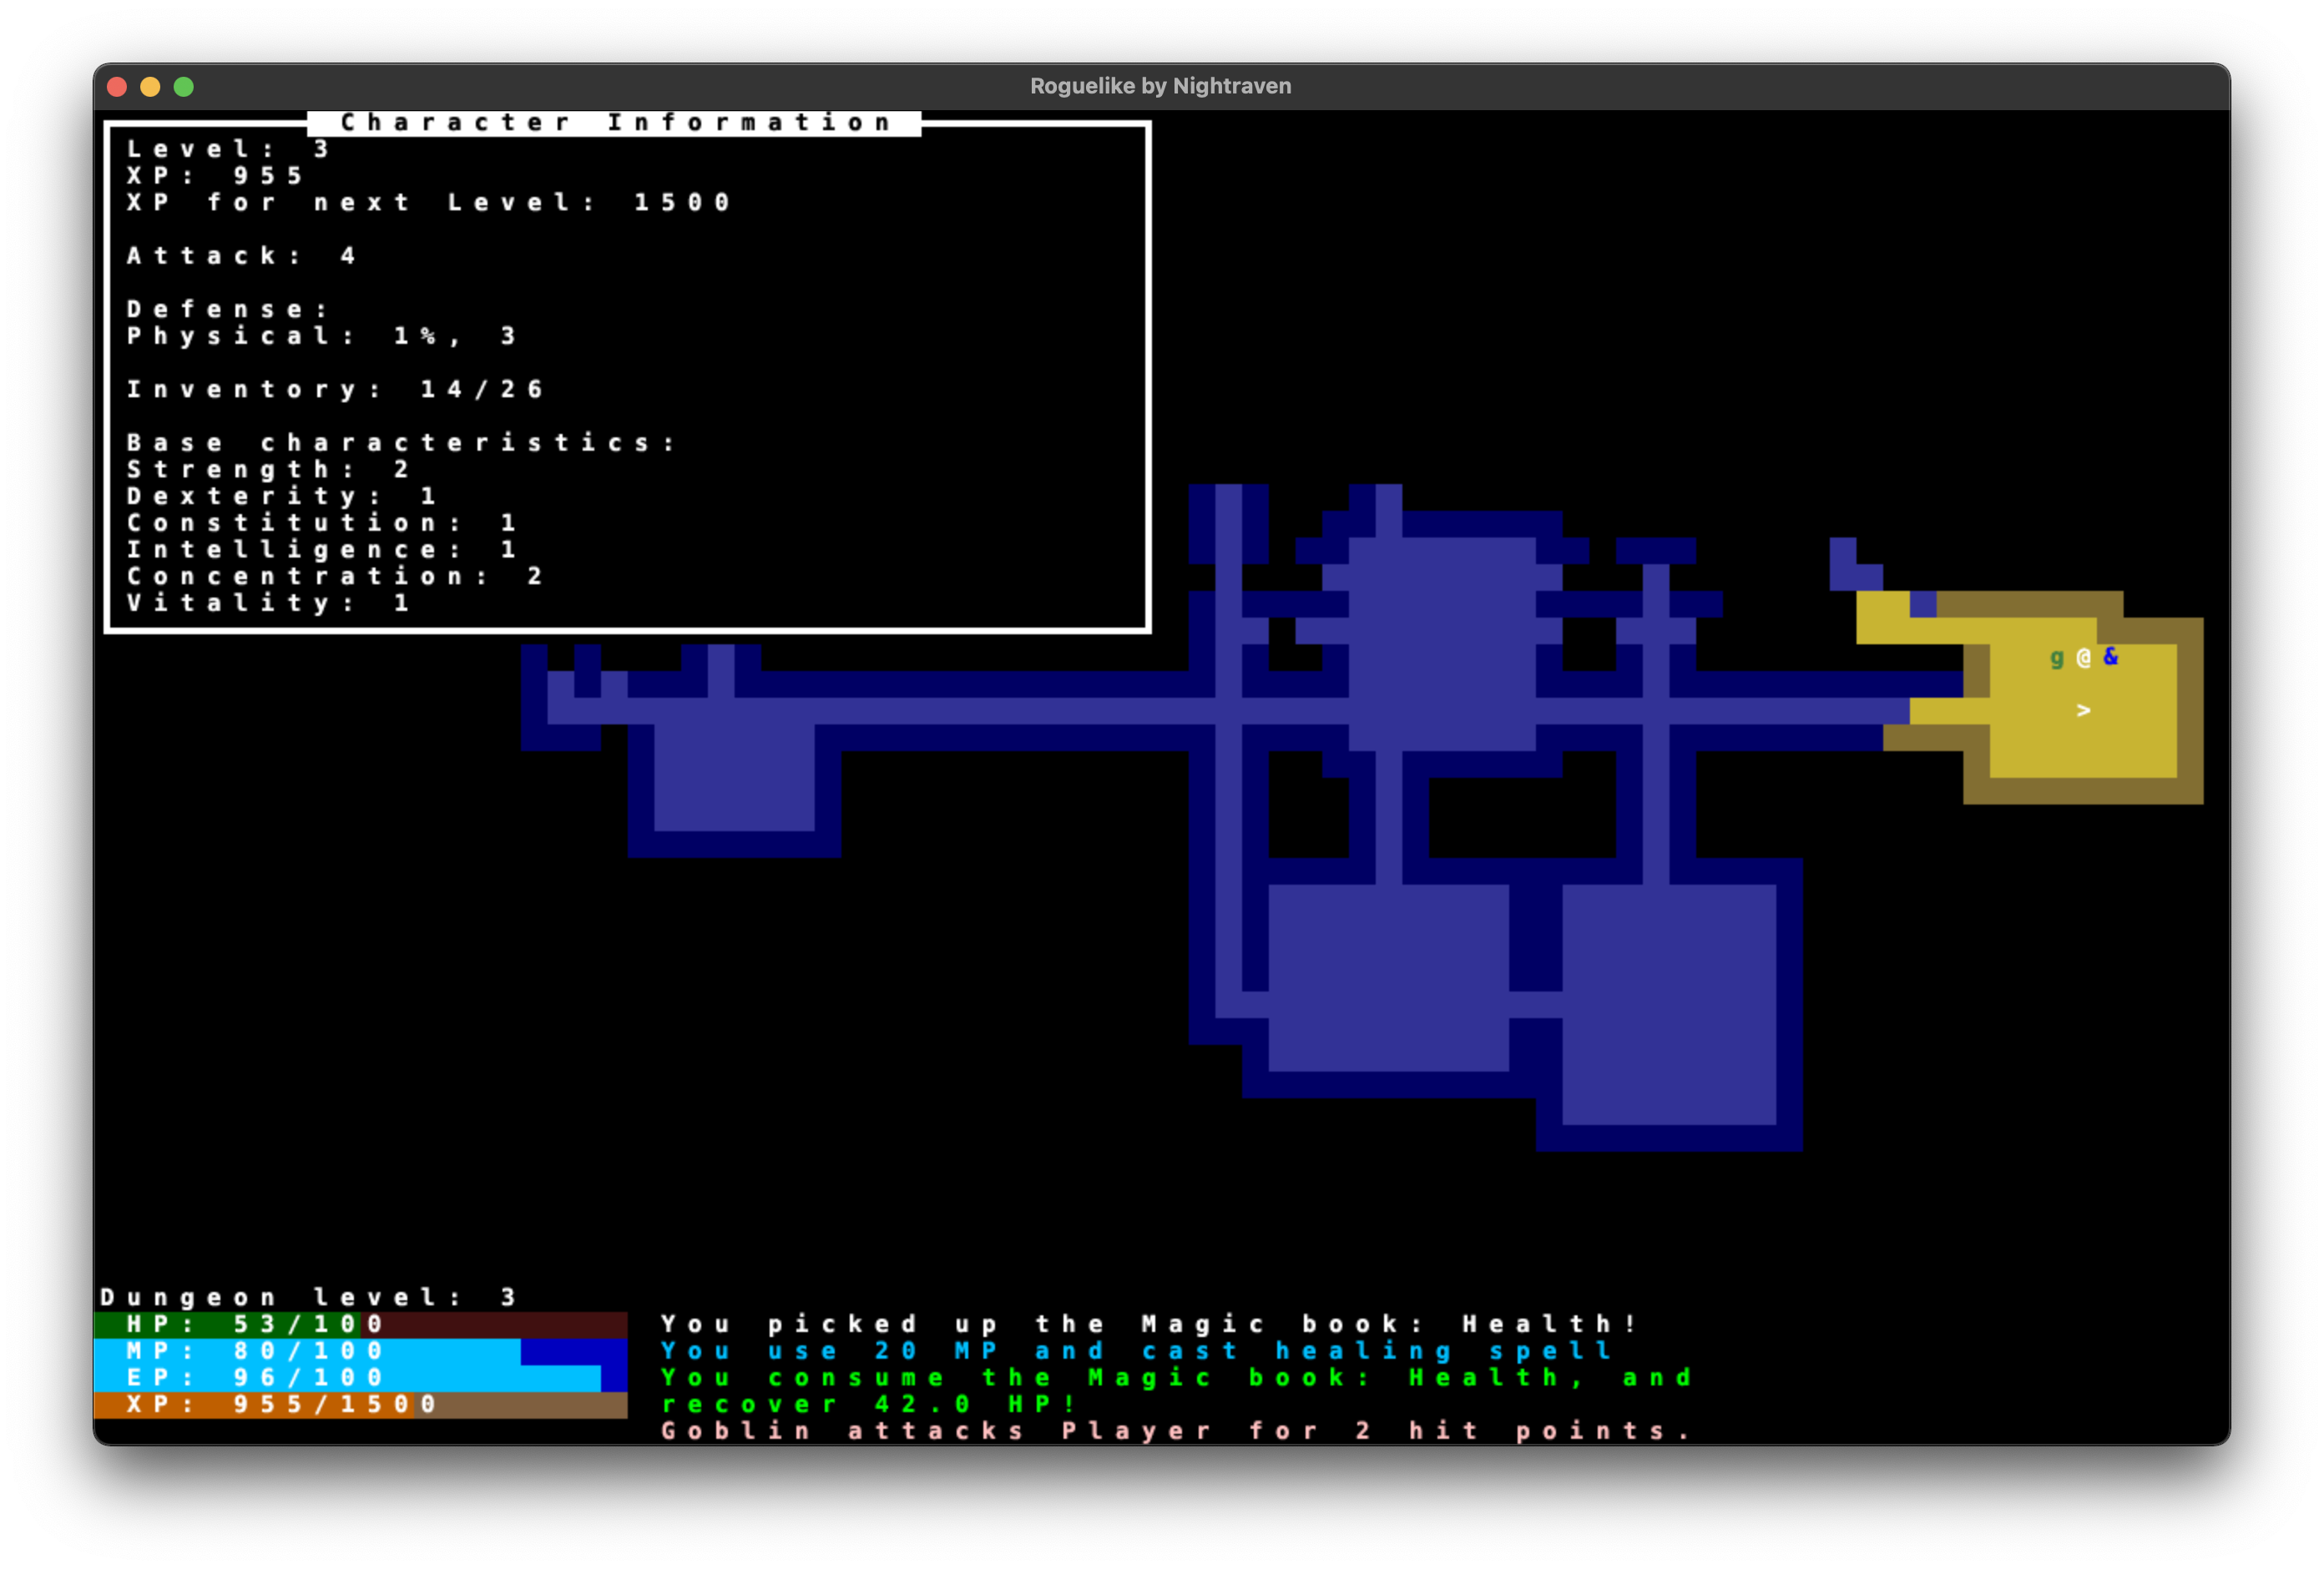 Roguelike by Nightraven
Character Information
Level: 3
XP: 955
XP for next Level: 1500
Attack: 4
Defense:
Physical: 1%, 3
Inventory: 14/26
Base characteristics:
Strength: 2
Dexterity: 1
Constitution: 1
Intelligence: 1
Concentration: 2
Vitality: 1
g@&
>
Dungeon level: 3
HP: 53/100
MP: 80/100
EP: 96/100
XP: 955/1500
You picked up the Magic book: Health!
You use 20 MP and cast healing spell
You consume the Magic book: Health, and
recover 42.0 HP!
Goblin attacks Player for 2 hit points.